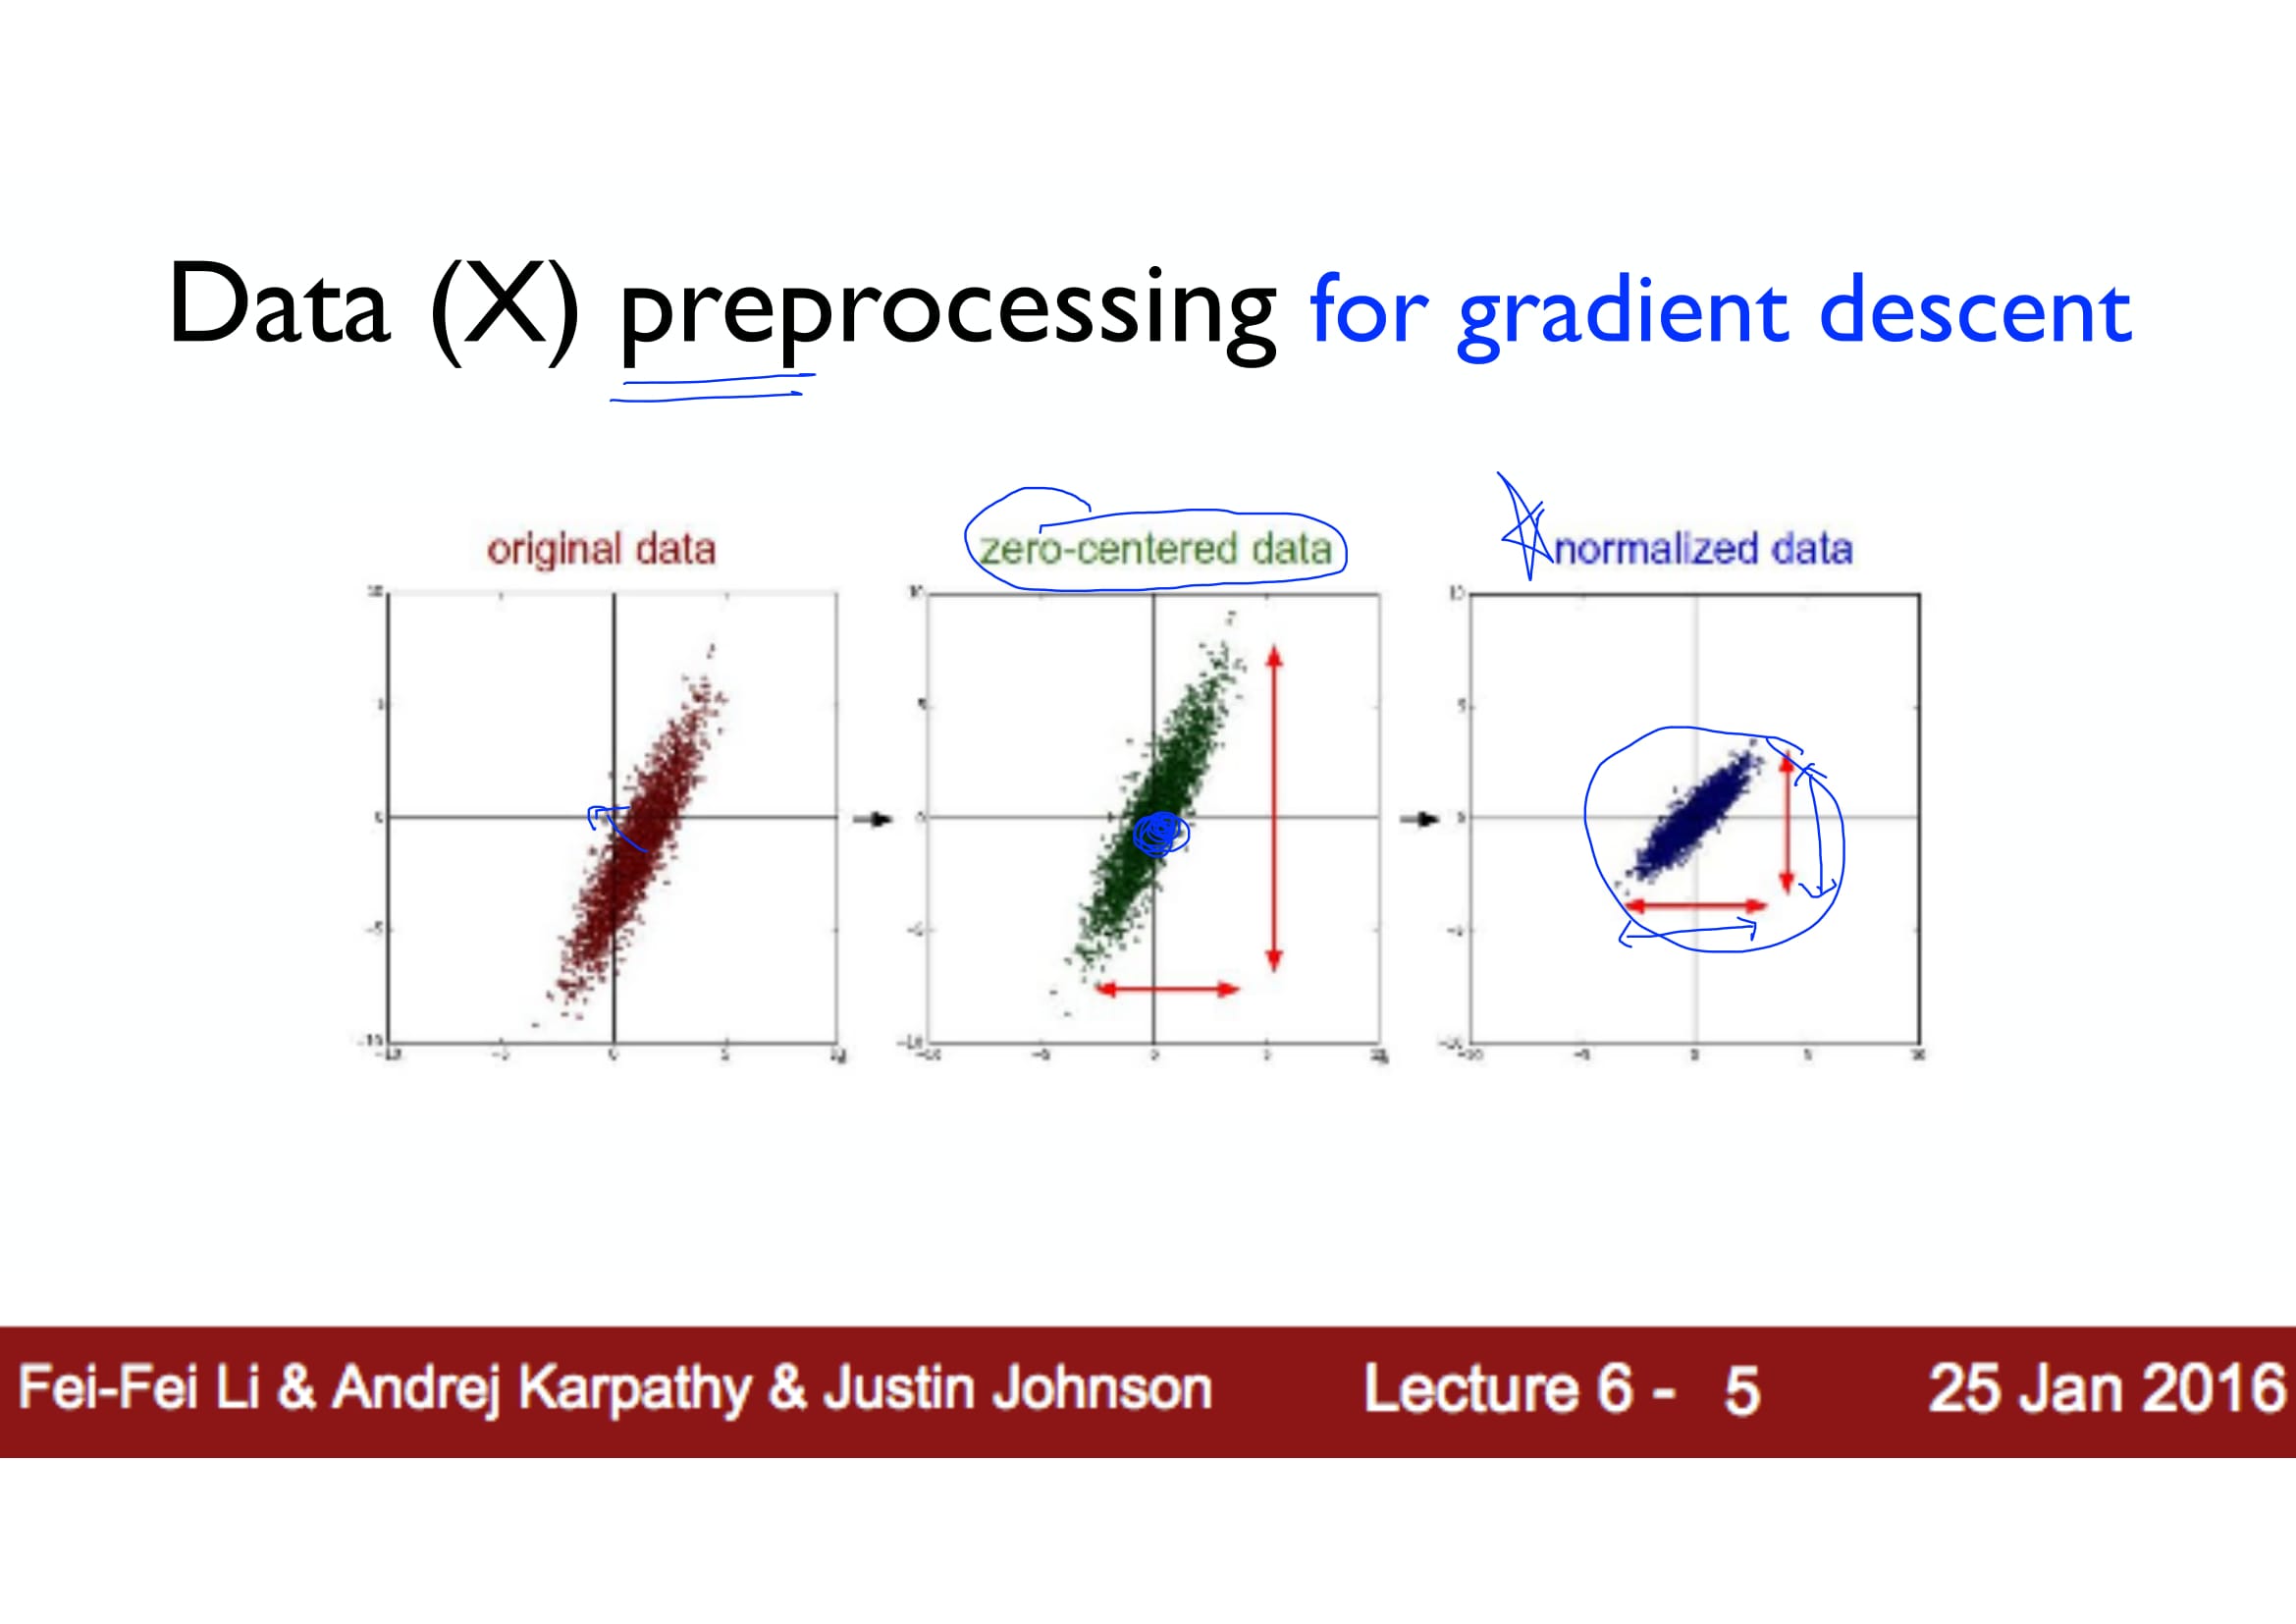 Data (X) preprocessing for gradient descent
original data
zero-centered data
normalized data
Fei-Fei Li & Andrej Karpathy & Justin Johnson Lecture 6 - 5 25 Jan 2016